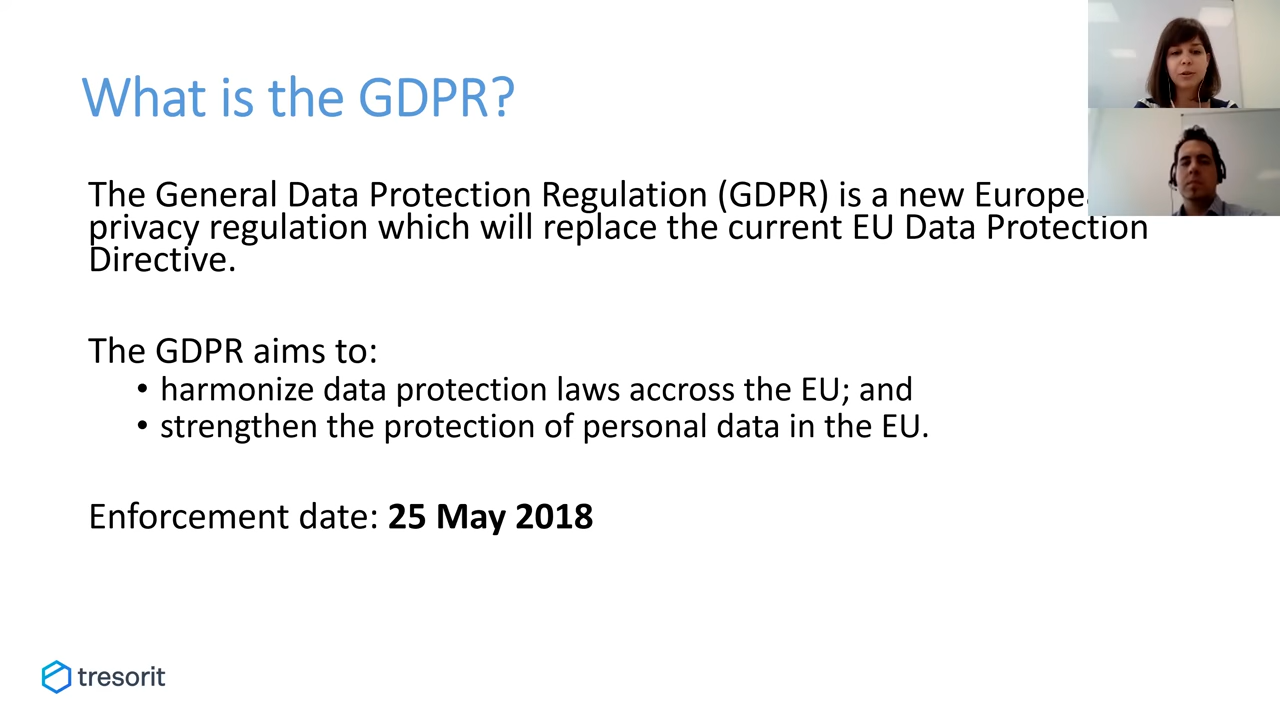 What is the GDPR?
The General Data Protection Regulation (GDPR) is a new
privacy regulation which will replace the current EU Data Protection
Directive.
The GDPR aims to:
• harmonize data protection laws accross the EU; and
• strengthen the protection of personal data in the EU.
Enforcement date: 25 May 2018
tresorit